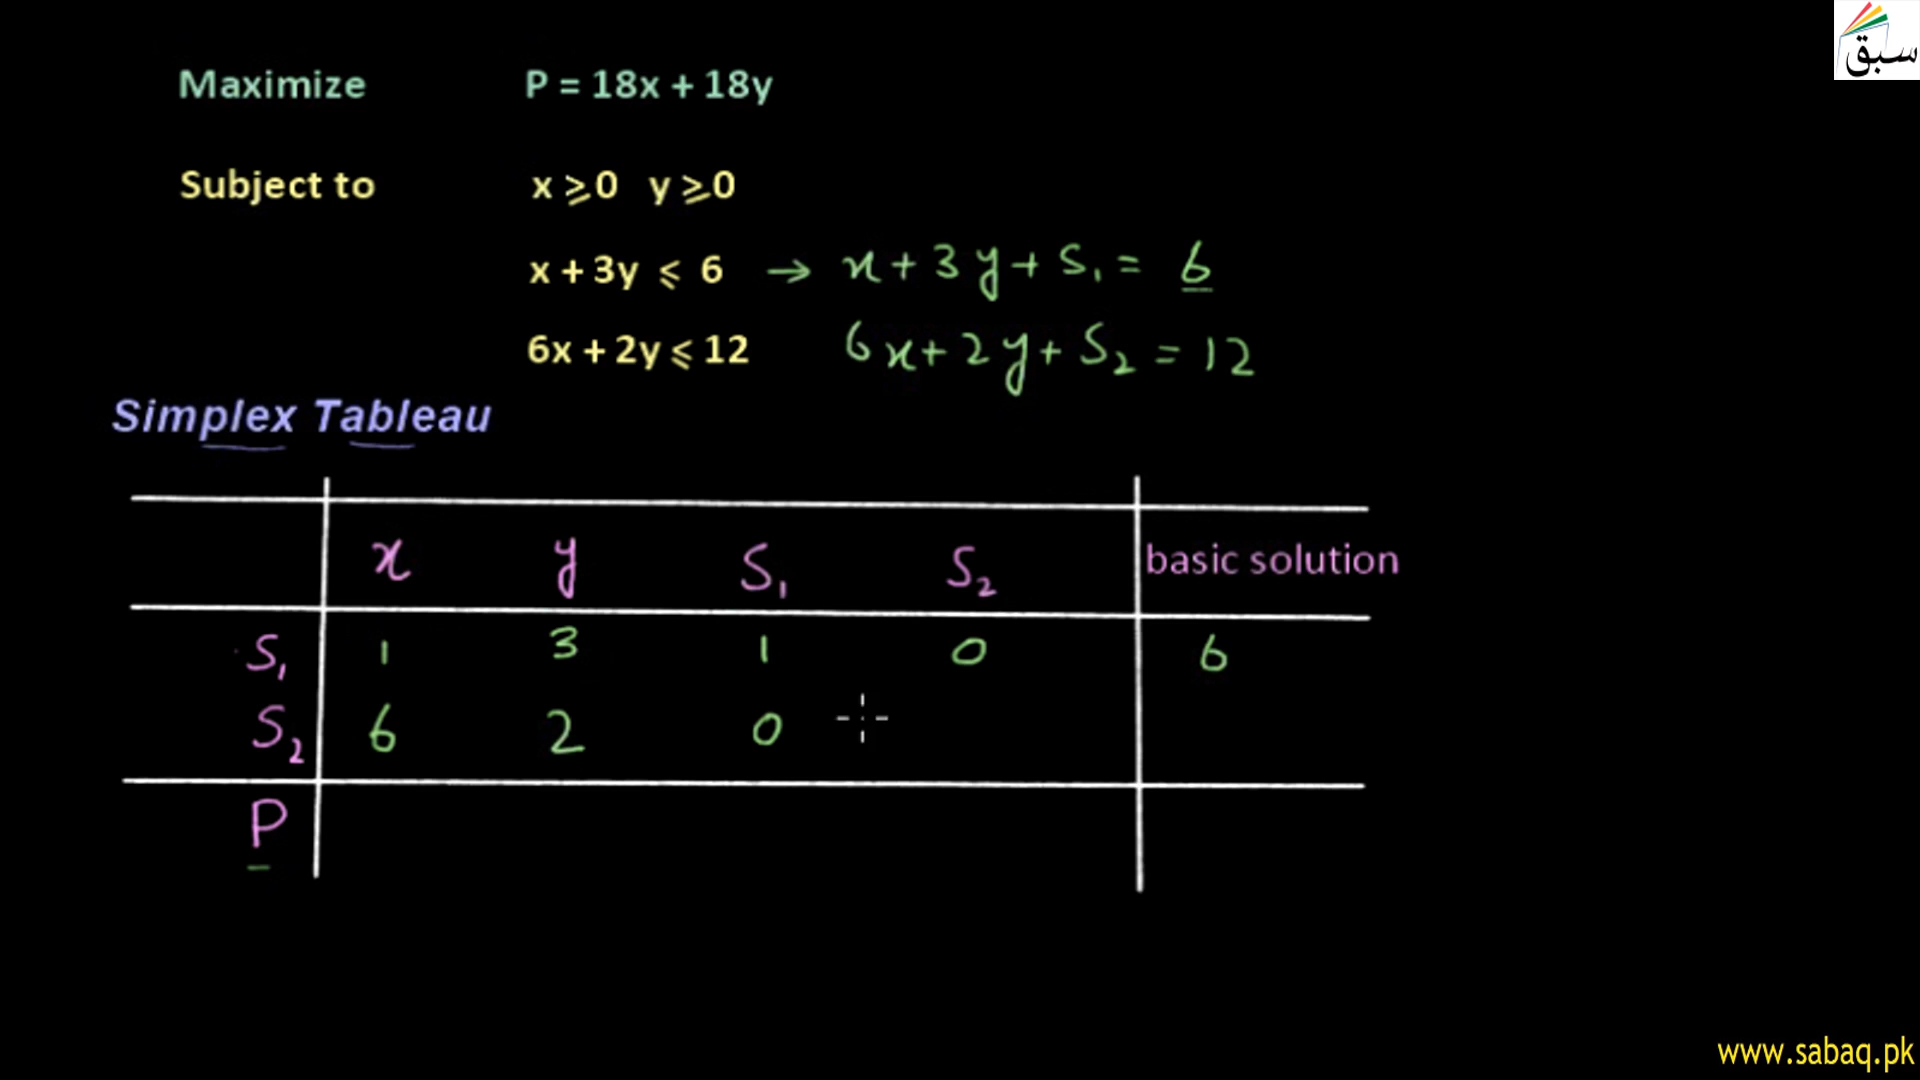 سبق
Maximize P = 18x + 18y
Subject to x ⩾ 0 y ⩾ 0
x + 3y ⩽ 6 → x + 3y + S₁ = 6
6x + 2y ⩽ 12 6x + 2y + S₂ = 12
Simplex Tableau
x y S₁ S₂ basic solution
S₁ 1 3 1 0 6
S₂ 6 2 0
P
www.sabaq.pk